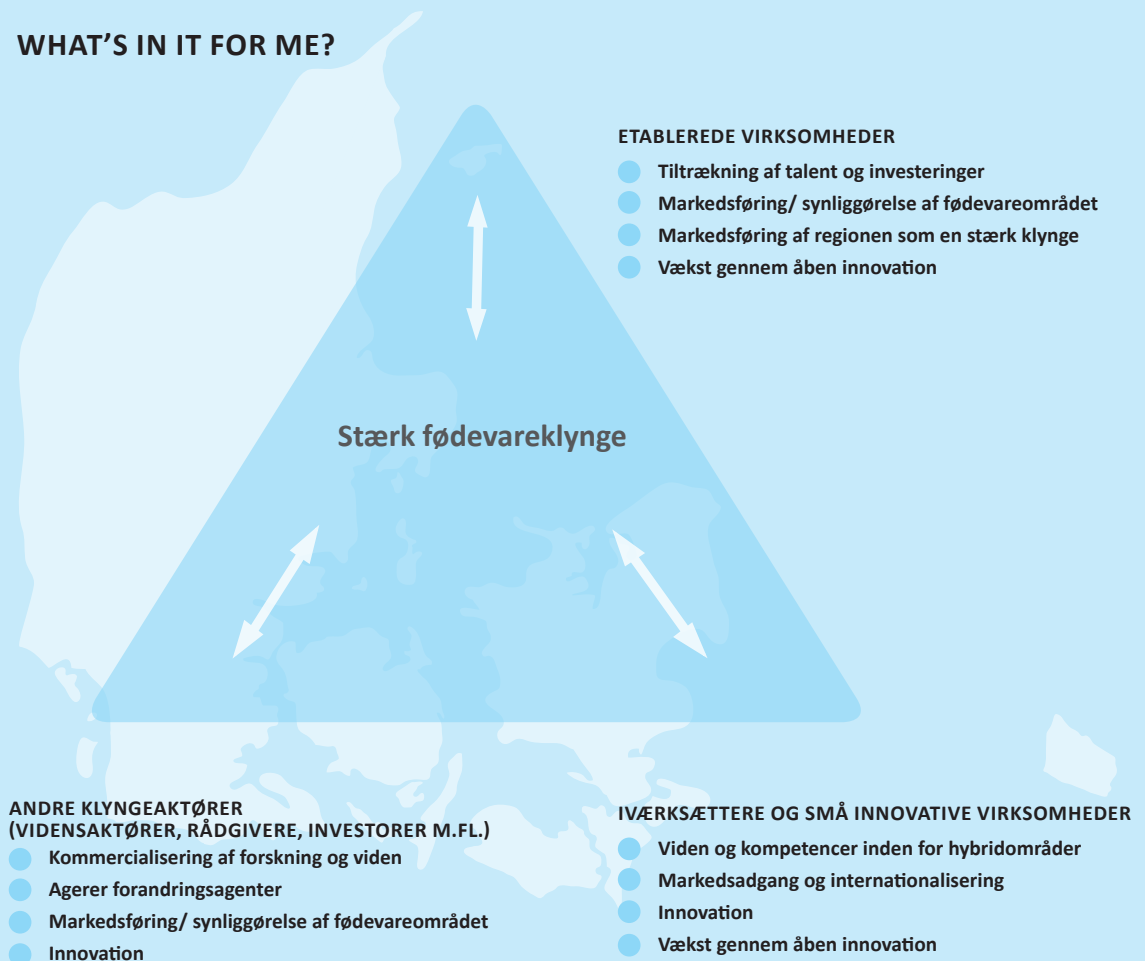 WHAT'S IN IT FOR ME?
ETABLEREDE VIRKSOMHEDER
Tiltrækning af talent og investeringer
Markedsføring/ synliggørelse af fødevareområdet
Markedsføring af regionen som en stærk klynge
Vækst gennem åben innovation
Stærk fødevareklynge
ANDRE KLYNGEAKTØRER
(VIDENSAKTØRER, RÅDGIVERE, INVESTORER M.FL.)
Kommercialisering af forskning og viden
Agerer forandringsagenter
Markedsføring/ synliggørelse af fødevareområdet
Innovation
IVÆRKSÆTTERE OG SMÅ INNOVATIVE VIRKSOMHEDER
Viden og kompetencer inden for hybridområder
Markedsadgang og internationalisering
Innovation
Vækst gennem åben innovation